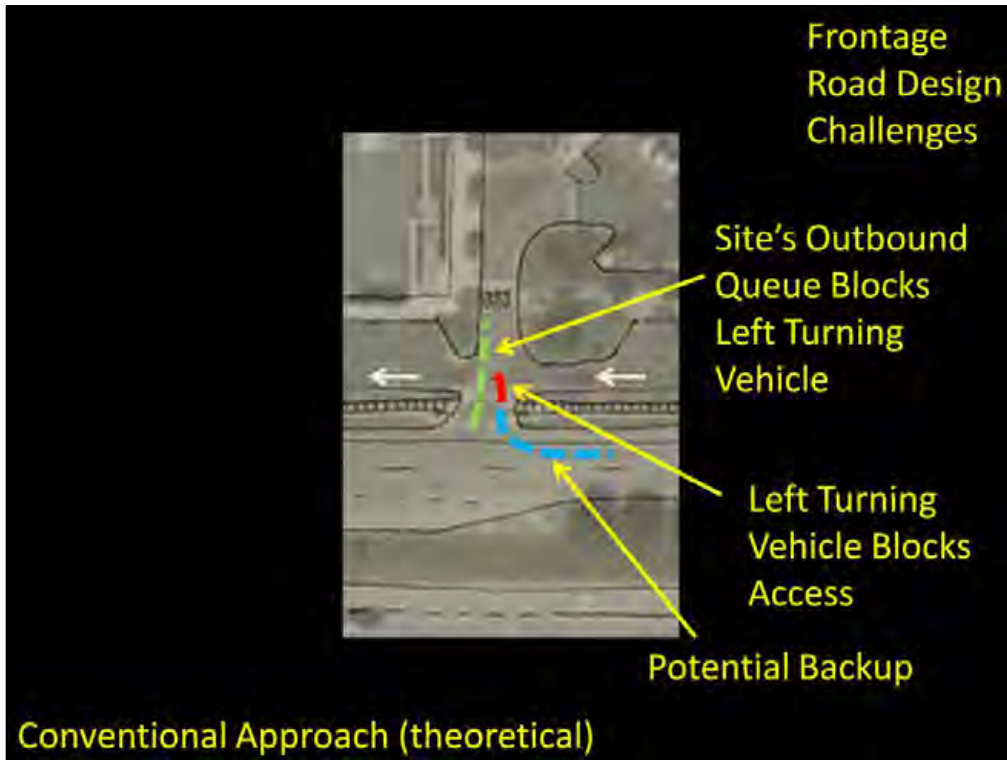 Frontage
Road Design
Challenges
Site's Outbound
Queue Blocks
Left Turning
Vehicle
Left Turning
Vehicle Blocks
Access
Potential Backup
Conventional Approach (theoretical)